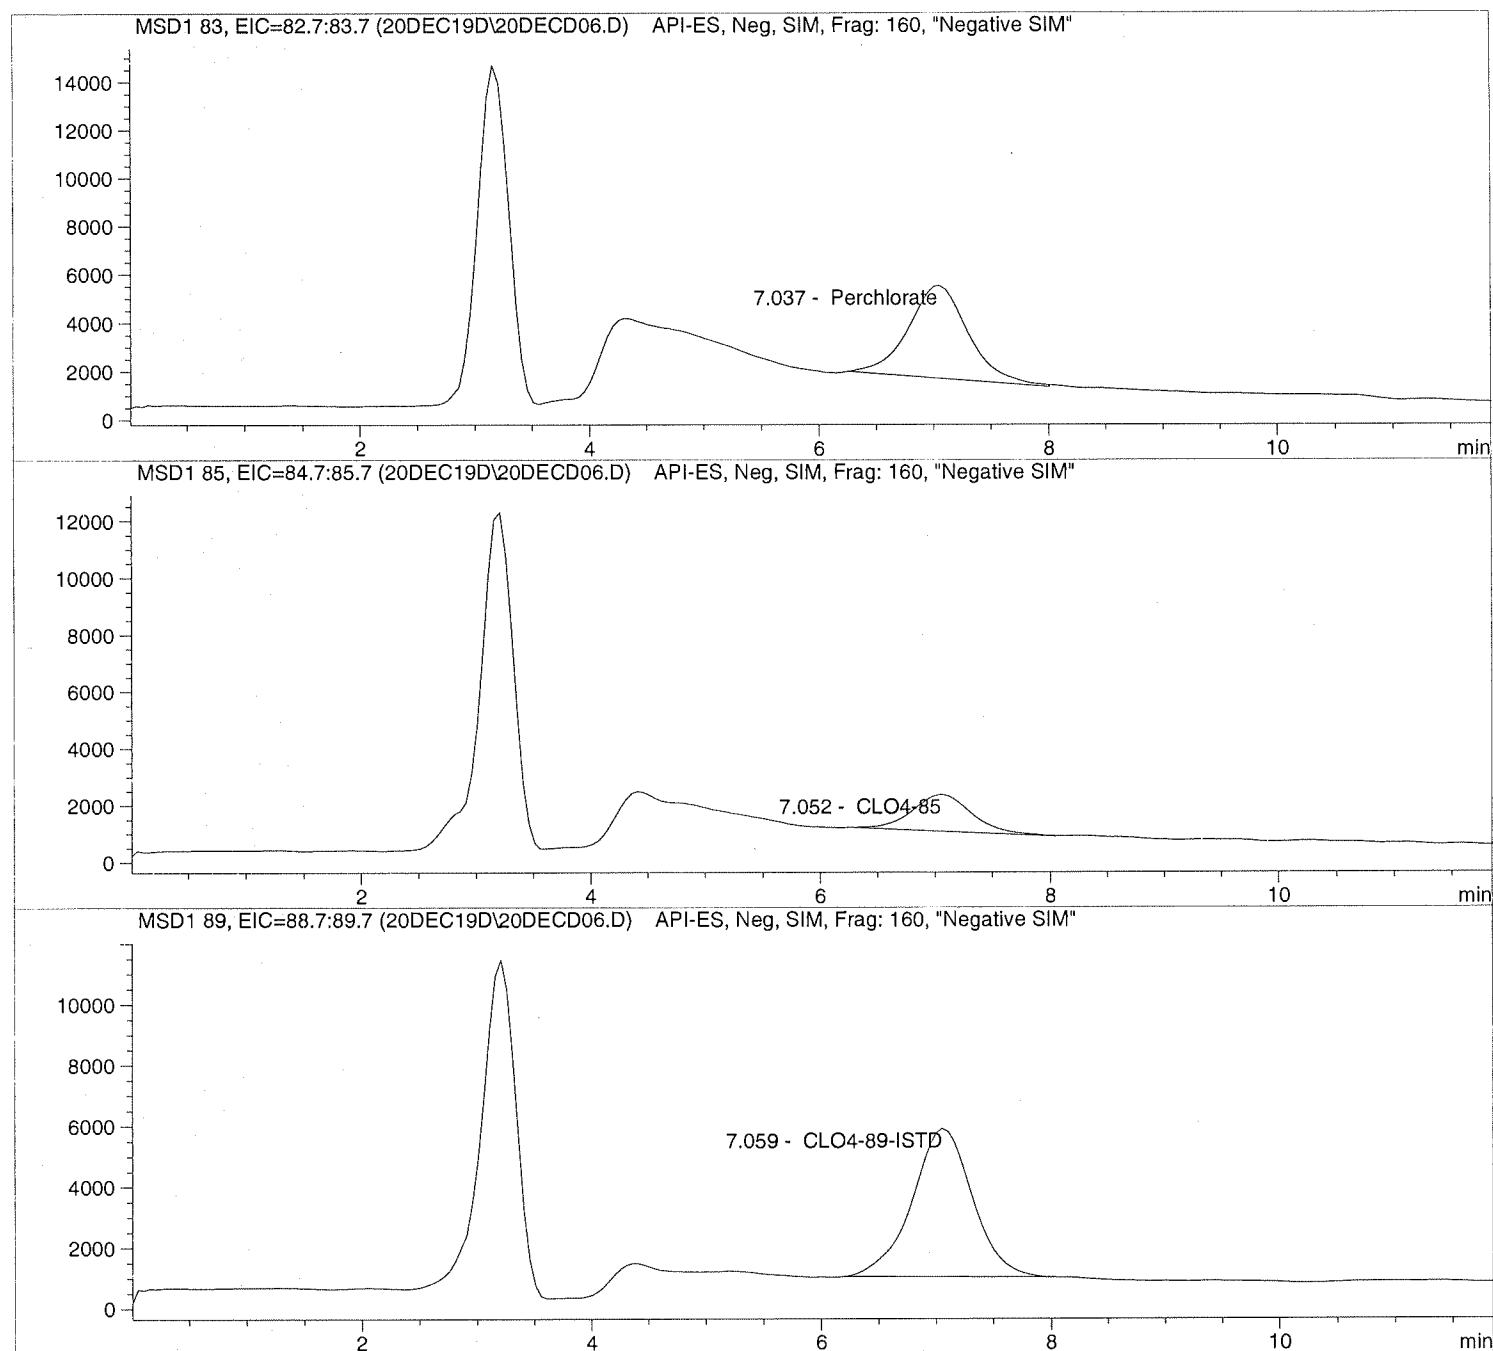 MSD1 83, EIC=82.7:83.7 (20DEC19D\20DECD06.D) API-ES, Neg, SIM, Frag: 160, "Negative SIM"
14000
12000
10000
8000
6000
4000
2000
0
7.037 - Perchlorate
2 4 6 8 10 min
MSD1 85, EIC=84.7:85.7 (20DEC19D\20DECD06.D) API-ES, Neg, SIM, Frag: 160, "Negative SIM"
12000
10000
8000
6000
4000
2000
0
7.052 - CLO4-85
2 4 6 8 10 min
MSD1 89, EIC=88.7:89.7 (20DEC19D\20DECD06.D) API-ES, Neg, SIM, Frag: 160, "Negative SIM"
10000
8000
6000
4000
2000
0
7.059 - CLO4-89-ISTD
2 4 6 8 10 min